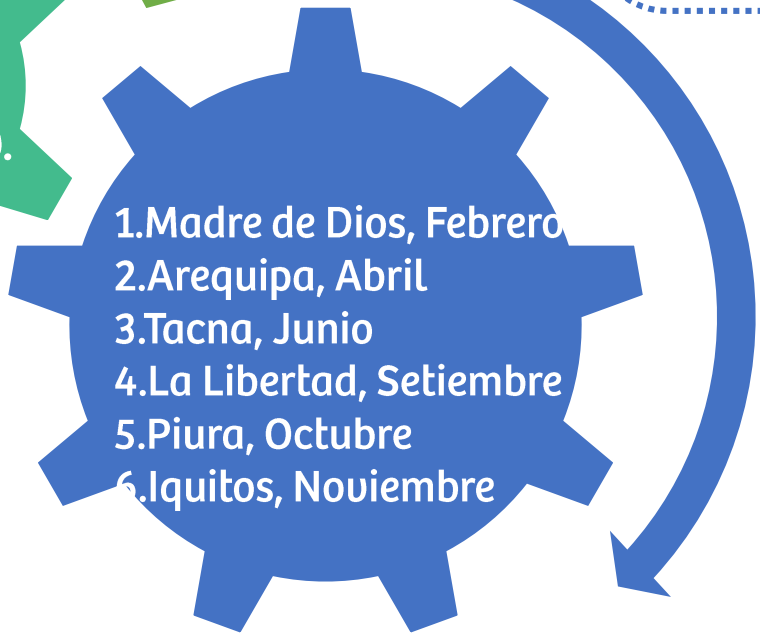 1.Madre de Dios, Febrero
2.Arequipa, Abril
3.Tacna, Junio
4.La Libertad, Setiembre
5.Piura, Octubre
6.Iquitos, Noviembre